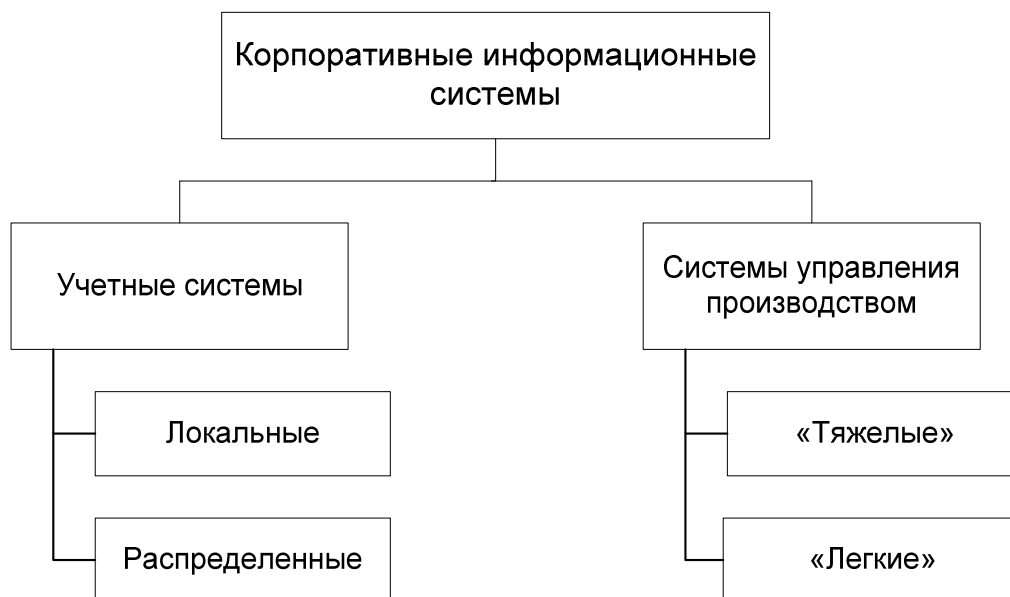 Корпоративные информационные
системы
Учетные системы
Системы управления
производством
Локальные
«Тяжелые»
Распределенные
«Легкие»